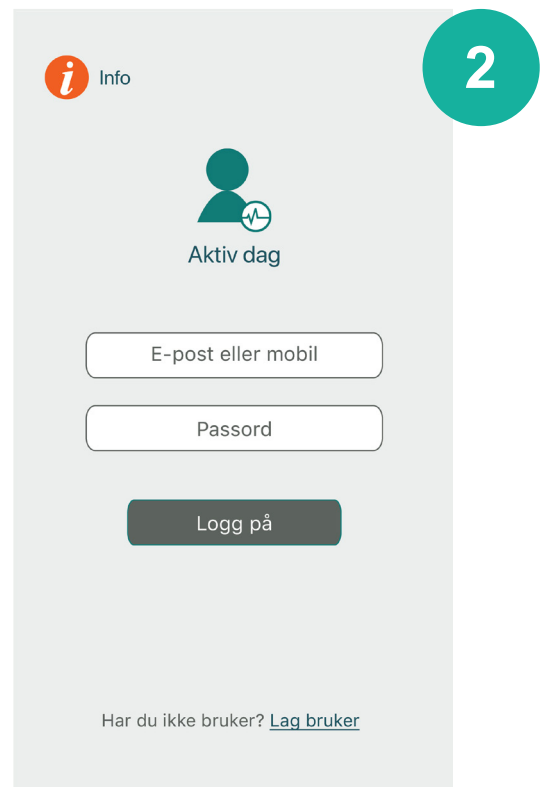 2
i Info
Aktiv dag
E-post eller mobil
Passord
Logg på
Har du ikke bruker? Lag bruker